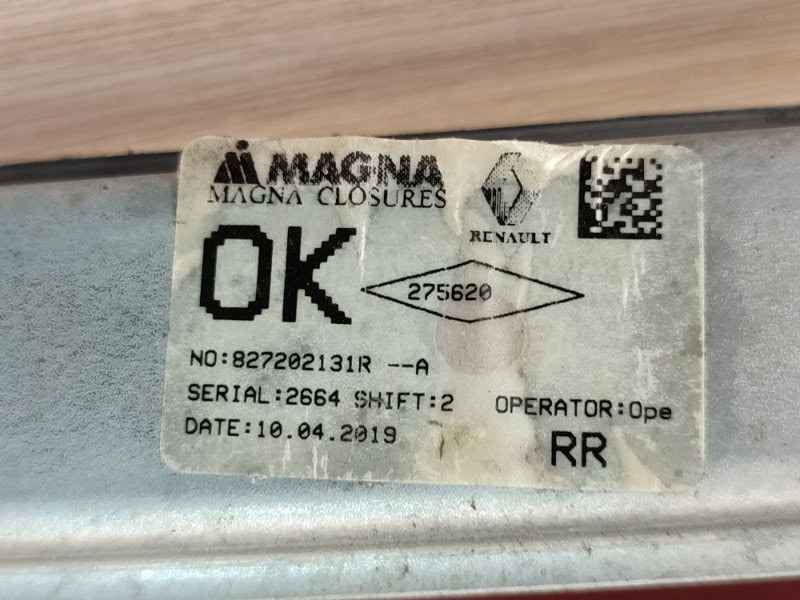 MAGNA
MAGNA CLOSURES
RENAULT
OK
275620
NO:827202131R --A
SERIAL:2664 SHIFT:2 OPERATOR:Ope
DATE:10.04.2019
RR